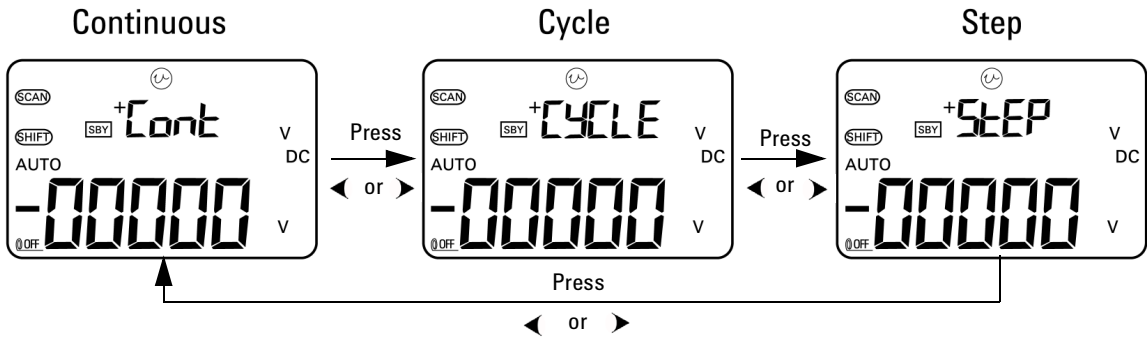 Continuous
SCAN
SHIFT
SBY
+Cont
V
DC
AUTO
-00000
V
OFF
Press
or
Cycle
SCAN
SHIFT
SBY
+CYCLE
V
DC
AUTO
-00000
V
OFF
Press
or
Step
SCAN
SHIFT
SBY
+StEP
V
DC
AUTO
-00000
V
OFF
Press
or